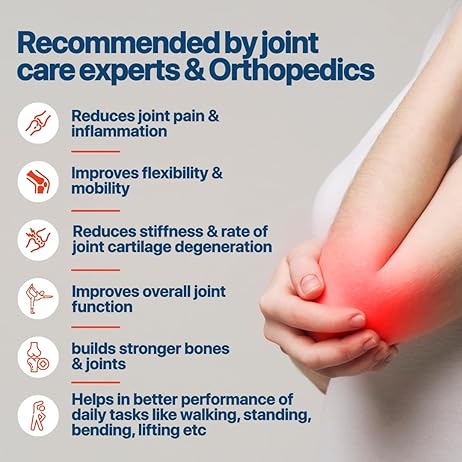 Recommended by joint
care experts & Orthopedics
Reduces joint pain &
inflammation
Improves flexibility &
mobility
Reduces stiffness & rate of
joint cartilage degeneration
Improves overall joint
function
builds stronger bones
& joints
Helps in better performance of
daily tasks like walking, standing,
bending, lifting etc